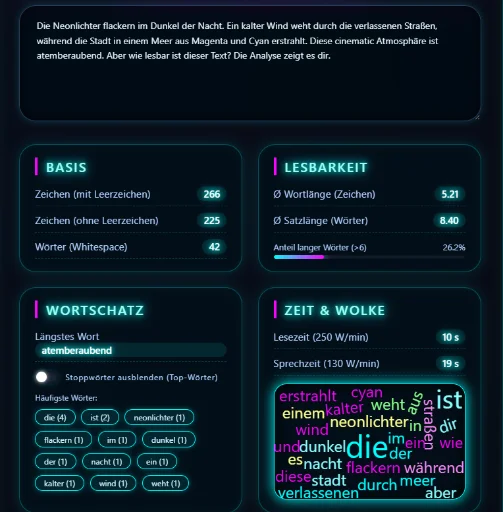 Die Neonlichter flackern im Dunkel der Nacht. Ein kalter Wind weht durch die verlassenen Straßen,
während die Stadt in einem Meer aus Magenta und Cyan erstrahlt. Diese cinematic Atmosphäre ist
atemberaubend. Aber wie lesbar ist dieser Text? Die Analyse zeigt es dir.
BASIS
Zeichen (mit Leerzeichen) 266
Zeichen (ohne Leerzeichen) 225
Wörter (Whitespace) 42
LESBARKEIT
Ø Wortlänge (Zeichen) 5.21
Ø Satzlänge (Wörter) 8.40
Anteil langer Wörter (>6) 26.2%
WORTSCHATZ
Längstes Wort
atemberaubend
Stoppwörter ausblenden (Top-Wörter)
Häufigste Wörter:
die (4) ist (2) neonlichter (1)
flackern (1) im (1) dunkel (1)
der (1) nacht (1) ein (1)
kalter (1) wind (1) weht (1)
ZEIT & WOLKE
Lesezeit (250 W/min) 10 s
Sprechzeit (130 W/min) 19 s
erstrahlt cyan aus ist
einem kalter weht straßen
wind neonlichter in dir
und dunkel die im ein wie
es nacht der
flackern während
diese stadt durch meer
verlassenen aber